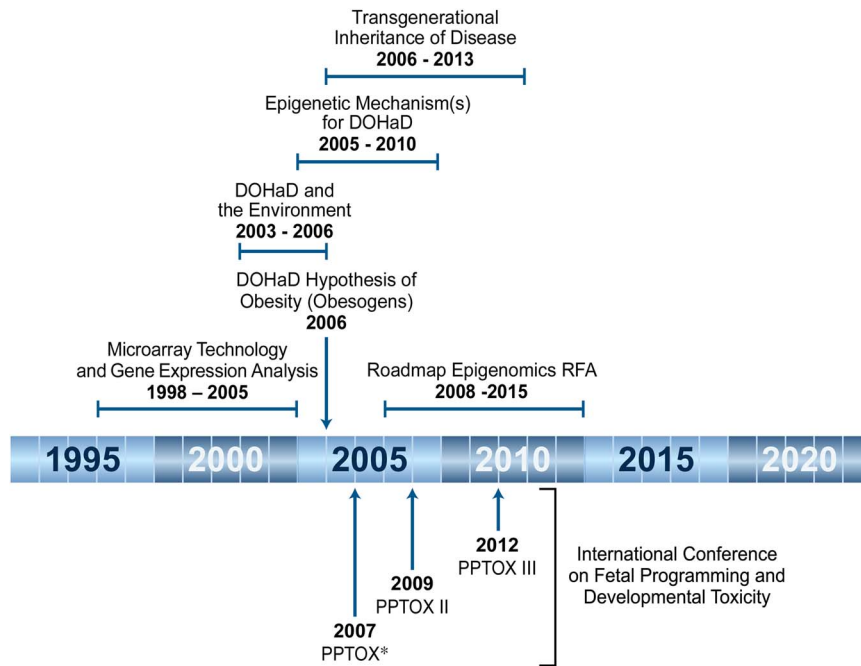 Transgenerational
Inheritance of Disease
2006 - 2013
Epigenetic Mechanism(s)
for DOHaD
2005 - 2010
DOHaD and
the Environment
2003 - 2006
DOHaD Hypothesis of
Obesity (Obesogens)
2006
Microarray Technology
and Gene Expression Analysis
1998 – 2005
Roadmap Epigenomics RFA
2008 -2015
1995 2000 2005 2010 2015 2020
2012
PPTOX III
2009
PPTOX II
2007
PPTOX*
International Conference
on Fetal Programming and
Developmental Toxicity